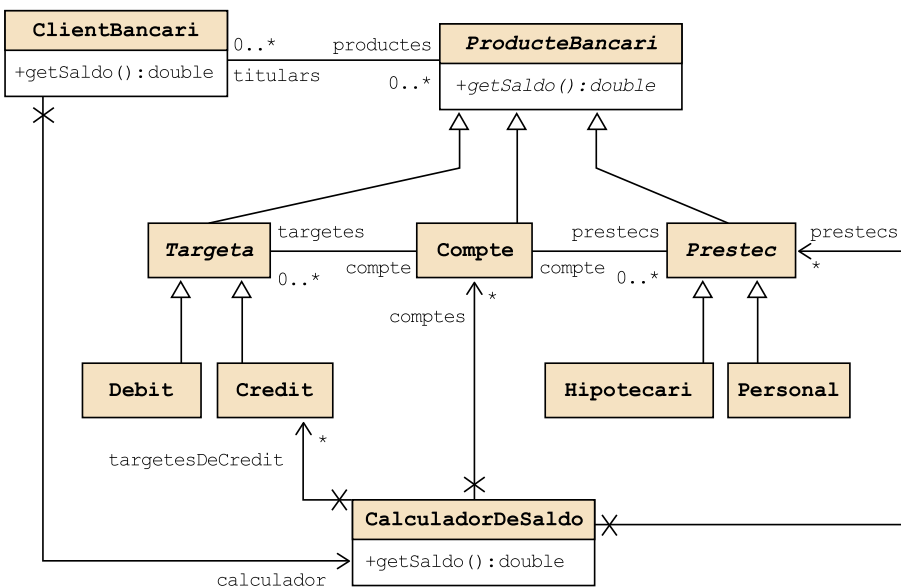 ClientBancari
+getSaldo():double
0..*
titulars
productes
0..*
ProducteBancari
+getSaldo():double
Targeta
targetes
0..*
compte
Compte
compte
prestecs
0..*
Prestec
prestecs
*
*
comptes
Debit
Credit
Hipotecari
Personal
*
targetesDeCredit
CalculadorDeSaldo
+getSaldo():double
calculador